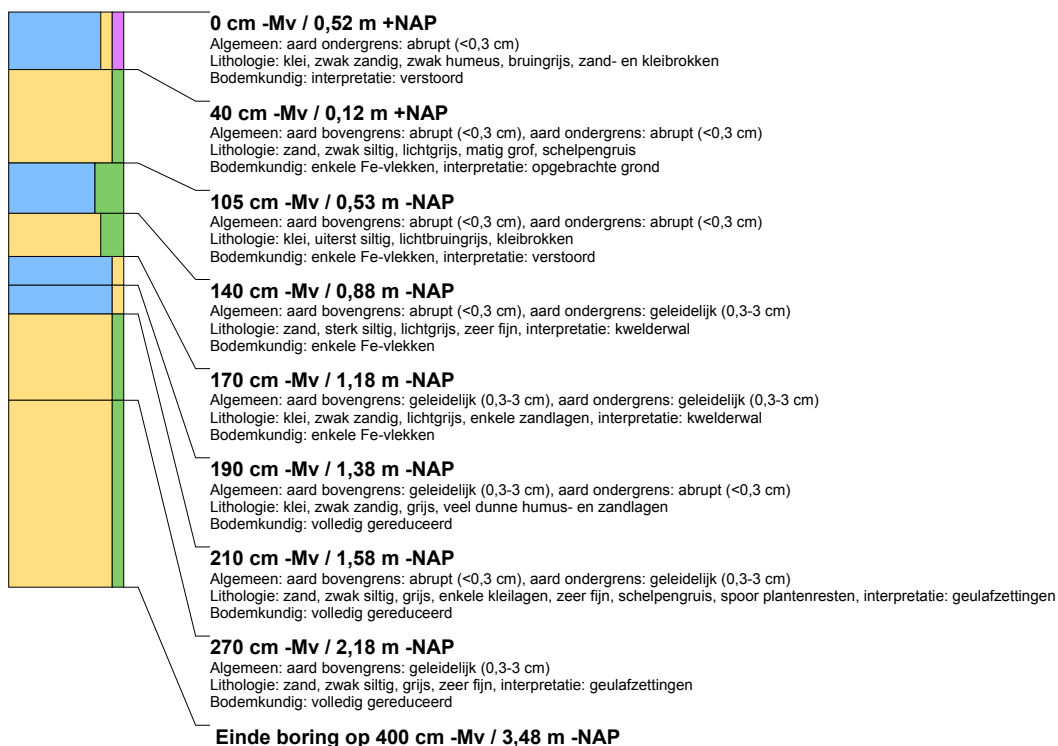 0 cm -Mv / 0,52 m +NAP
Algemeen: aard ondergrens: abrupt (<0,3 cm)
Lithologie: klei, zwak zandig, zwak humeus, bruingrijs, zand- en kleibrokken
Bodemkundig: interpretatie: verstoord
40 cm -Mv / 0,12 m +NAP
Algemeen: aard bovengrens: abrupt (<0,3 cm), aard ondergrens: abrupt (<0,3 cm)
Lithologie: zand, zwak siltig, lichtgrijs, matig grof, schelpengruis
Bodemkundig: enkele Fe-vlekken, interpretatie: opgebrachte grond
105 cm -Mv / 0,53 m -NAP
Algemeen: aard bovengrens: abrupt (<0,3 cm), aard ondergrens: abrupt (<0,3 cm)
Lithologie: klei, uiterst siltig, lichtbruingrijs, kleibrokken
Bodemkundig: enkele Fe-vlekken, interpretatie: verstoord
140 cm -Mv / 0,88 m -NAP
Algemeen: aard bovengrens: abrupt (<0,3 cm), aard ondergrens: geleidelijk (0,3-3 cm)
Lithologie: zand, sterk siltig, lichtgrijs, zeer fijn, interpretatie: kwelderwal
Bodemkundig: enkele Fe-vlekken
170 cm -Mv / 1,18 m -NAP
Algemeen: aard bovengrens: geleidelijk (0,3-3 cm), aard ondergrens: geleidelijk (0,3-3 cm)
Lithologie: klei, zwak zandig, lichtgrijs, enkele zandlagen, interpretatie: kwelderwal
Bodemkundig: enkele Fe-vlekken
190 cm -Mv / 1,38 m -NAP
Algemeen: aard bovengrens: geleidelijk (0,3-3 cm), aard ondergrens: abrupt (<0,3 cm)
Lithologie: klei, zwak zandig, grijs, veel dunne humus- en zandlagen
Bodemkundig: volledig gereduceerd
210 cm -Mv / 1,58 m -NAP
Algemeen: aard bovengrens: abrupt (<0,3 cm), aard ondergrens: geleidelijk (0,3-3 cm)
Lithologie: zand, zwak siltig, grijs, enkele kleilagen, zeer fijn, schelpengruis, spoor plantenresten, interpretatie: geulafzettingen
Bodemkundig: volledig gereduceerd
270 cm -Mv / 2,18 m -NAP
Algemeen: aard bovengrens: geleidelijk (0,3-3 cm)
Lithologie: zand, zwak siltig, grijs, zeer fijn, interpretatie: geulafzettingen
Bodemkundig: volledig gereduceerd
Einde boring op 400 cm -Mv / 3,48 m -NAP